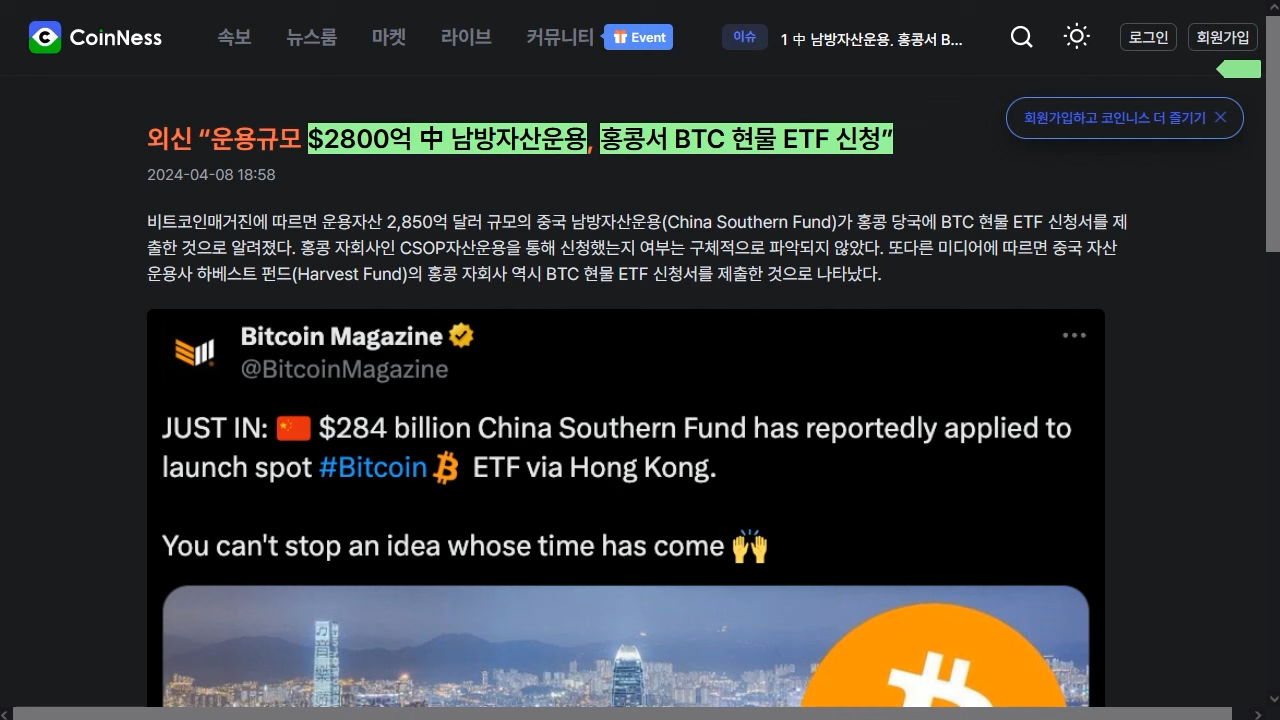 CoinNess 속보 뉴스룸 마켓 라이브 커뮤니티 Event 이슈 1 中 남방자산운용. 홍콩서 B... 로그인 회원가입
회원가입하고 코인니스 더 즐기기
외신 “운용규모 $2800억 中 남방자산운용, 홍콩서 BTC 현물 ETF 신청”
2024-04-08 18:58
비트코인매거진에 따르면 운용자산 2,850억 달러 규모의 중국 남방자산운용(China Southern Fund)가 홍콩 당국에 BTC 현물 ETF 신청서를 제
출한 것으로 알려졌다. 홍콩 자회사인 CSOP자산운용을 통해 신청했는지 여부는 구체적으로 파악되지 않았다. 또다른 미디어에 따르면 중국 자산
운용사 하베스트 펀드(Harvest Fund)의 홍콩 자회사 역시 BTC 현물 ETF 신청서를 제출한 것으로 나타났다.
Bitcoin Magazine
@BitcoinMagazine
JUST IN: 🇨🇳 $284 billion China Southern Fund has reportedly applied to
launch spot #Bitcoin ETF via Hong Kong.
You can't stop an idea whose time has come 🙌